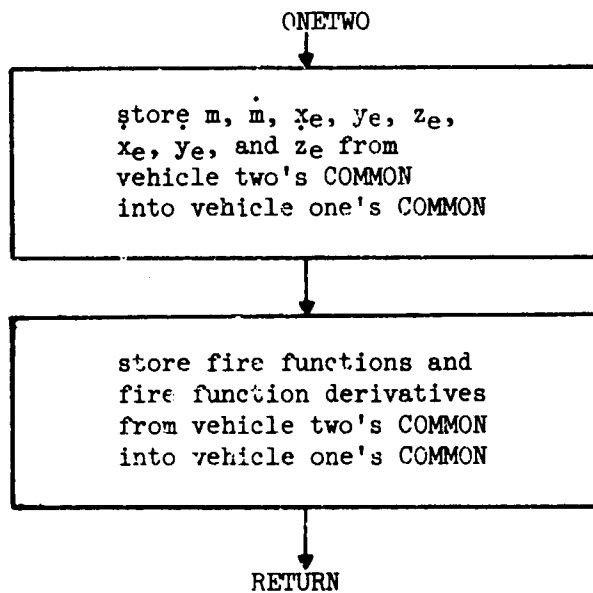 ONETWO
store m, ṁ, xₑ, yₑ, zₑ,
ẋₑ, ẏₑ, and żₑ from
vehicle two's COMMON
into vehicle one's COMMON
store fire functions and
fire function derivatives
from vehicle two's COMMON
into vehicle one's COMMON
RETURN